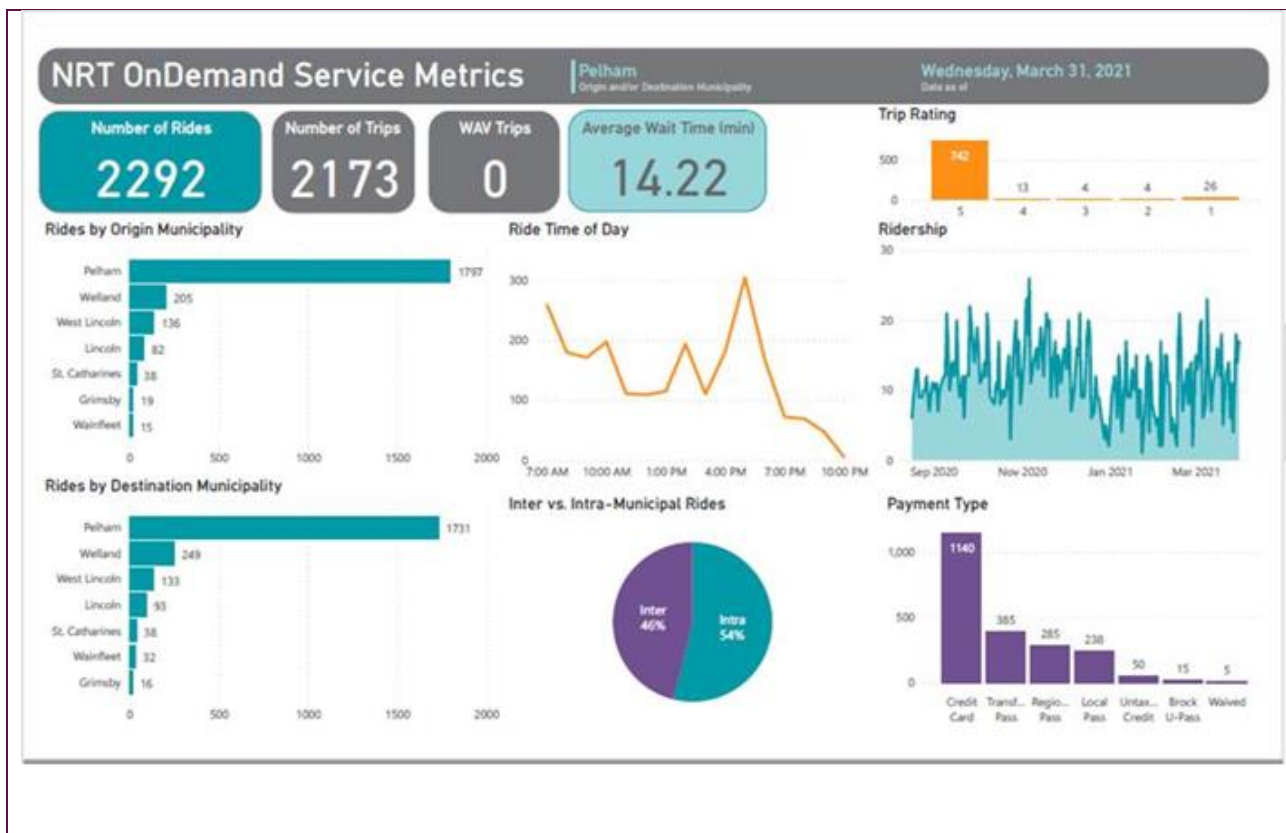 NRT OnDemand Service Metrics
Pelham
Origin and/or Destination Municipality
Wednesday, March 31, 2021
Data as of
Number of Rides
2292
Number of Trips
2173
WAV Trips
0
Average Wait Time (min)
14.22
Trip Rating
500
0
742
13
4
4
26
5 4 3 2 1
Rides by Origin Municipality
Pelham 1797
Welland 205
West Lincoln 136
Lincoln 82
St. Catharines 38
Grimsby 19
Wainfleet 15
0 500 1000 1500 2000
Ride Time of Day
300
200
100
0
7:00 AM 10:00 AM 1:00 PM 4:00 PM 7:00 PM 10:00 PM
Ridership
30
20
10
0
Sep 2020 Nov 2020 Jan 2021 Mar 2021
Rides by Destination Municipality
Pelham 1731
Welland 249
West Lincoln 133
Lincoln 93
St. Catharines 38
Wainfleet 32
Grimsby 16
0 500 1000 1500 2000
Inter vs. Intra-Municipal Rides
Inter
46%
Intra
54%
Payment Type
1,000
500
0
1140
385
285
238
50
15
5
Credit Transf... Regio... Local Untax... Brock Waived
Card Pass Pass Pass Credit U-Pass